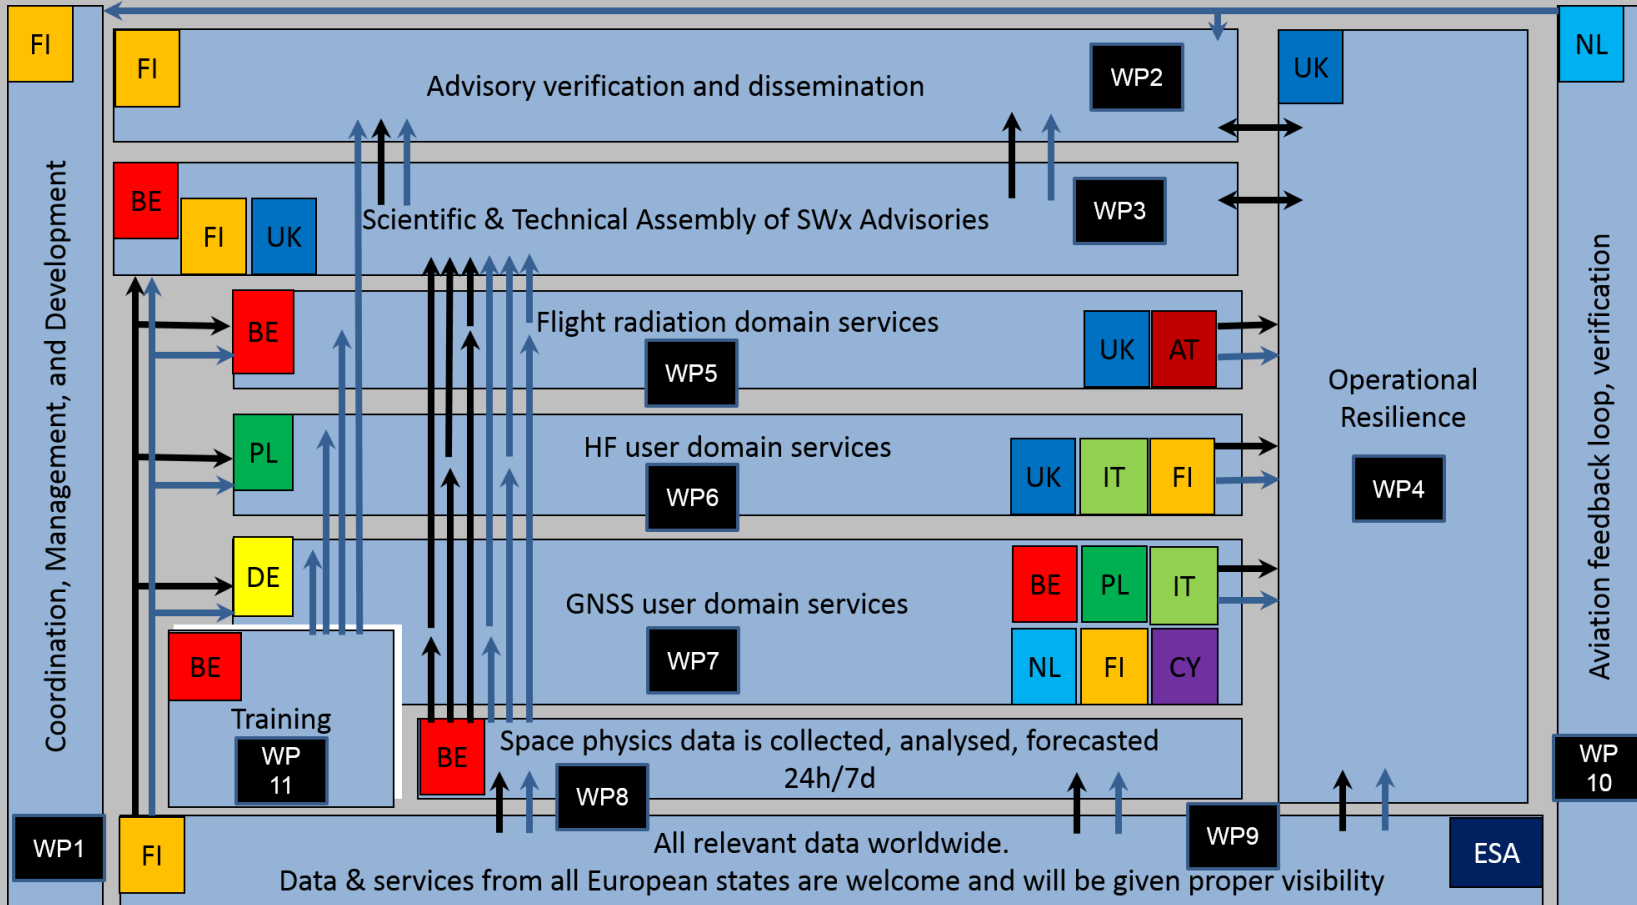 FI
Coordination, Management, and Development
WP1
FI
Advisory verification and dissemination
WP2
BE
FI
UK
Scientific & Technical Assembly of SWx Advisories
WP3
BE
Flight radiation domain services
WP5
UK
AT
PL
HF user domain services
WP6
UK
IT
FI
DE
GNSS user domain services
WP7
BE
PL
IT
NL
FI
CY
BE
Training
WP
11
BE
Space physics data is collected, analysed, forecasted
24h/7d
WP8
FI
All relevant data worldwide.
Data & services from all European states are welcome and will be given proper visibility
WP9
ESA
UK
Operational
Resilience
WP4
NL
Aviation feedback loop, verification
WP
10